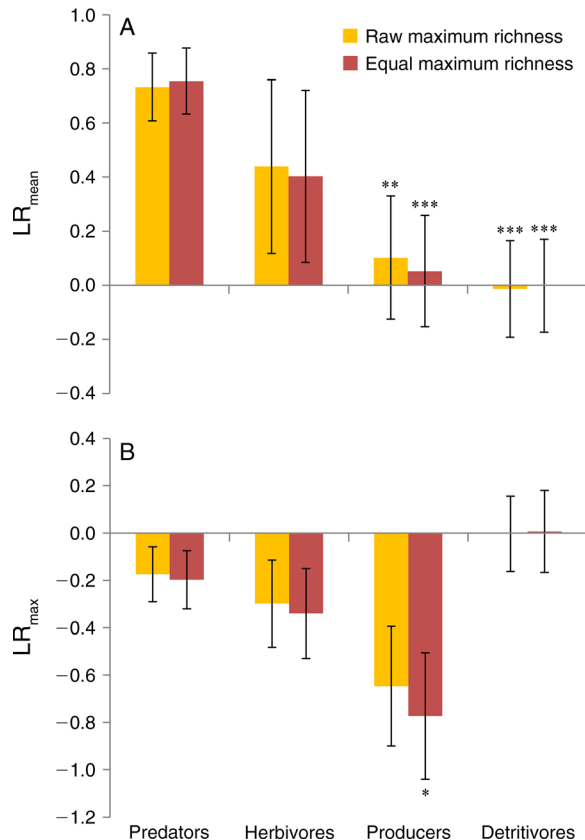 A
Raw maximum richness
Equal maximum richness
LRmean
1.0
0.8
0.6
0.4
0.2
0.0
−0.2
−0.4
** *** *** ***
B
LRmax
0.4
0.2
0.0
−0.2
−0.4
−0.6
−0.8
−1.0
−1.2
*
Predators Herbivores Producers Detritivores